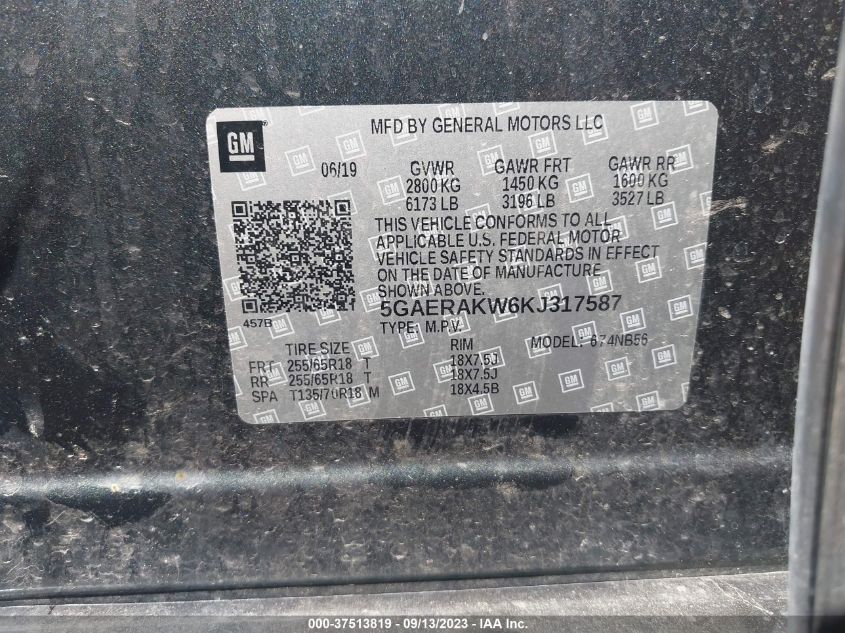 GM
MFD BY GENERAL MOTORS LLC
06/19 GVWR GAWR FRT GAWR RR
2800 KG 1450 KG 1600 KG
6173 LB 3196 LB 3527 LB
THIS VEHICLE CONFORMS TO ALL
APPLICABLE U.S. FEDERAL MOTOR
VEHICLE SAFETY STANDARDS IN EFFECT
ON THE DATE OF MANUFACTURE
SHOWN ABOVE.
5GAERAKW6KJ317587
457B
TYPE: M.P.V. MODEL: 674NB56
TIRE SIZE RIM
FRT 255/65R18 T 18X7.5J
RR 255/65R18 T 18X7.5J
SPA T135/70R18 M 18X4.5B
000-37513819 - 09/13/2023 - IAA Inc.